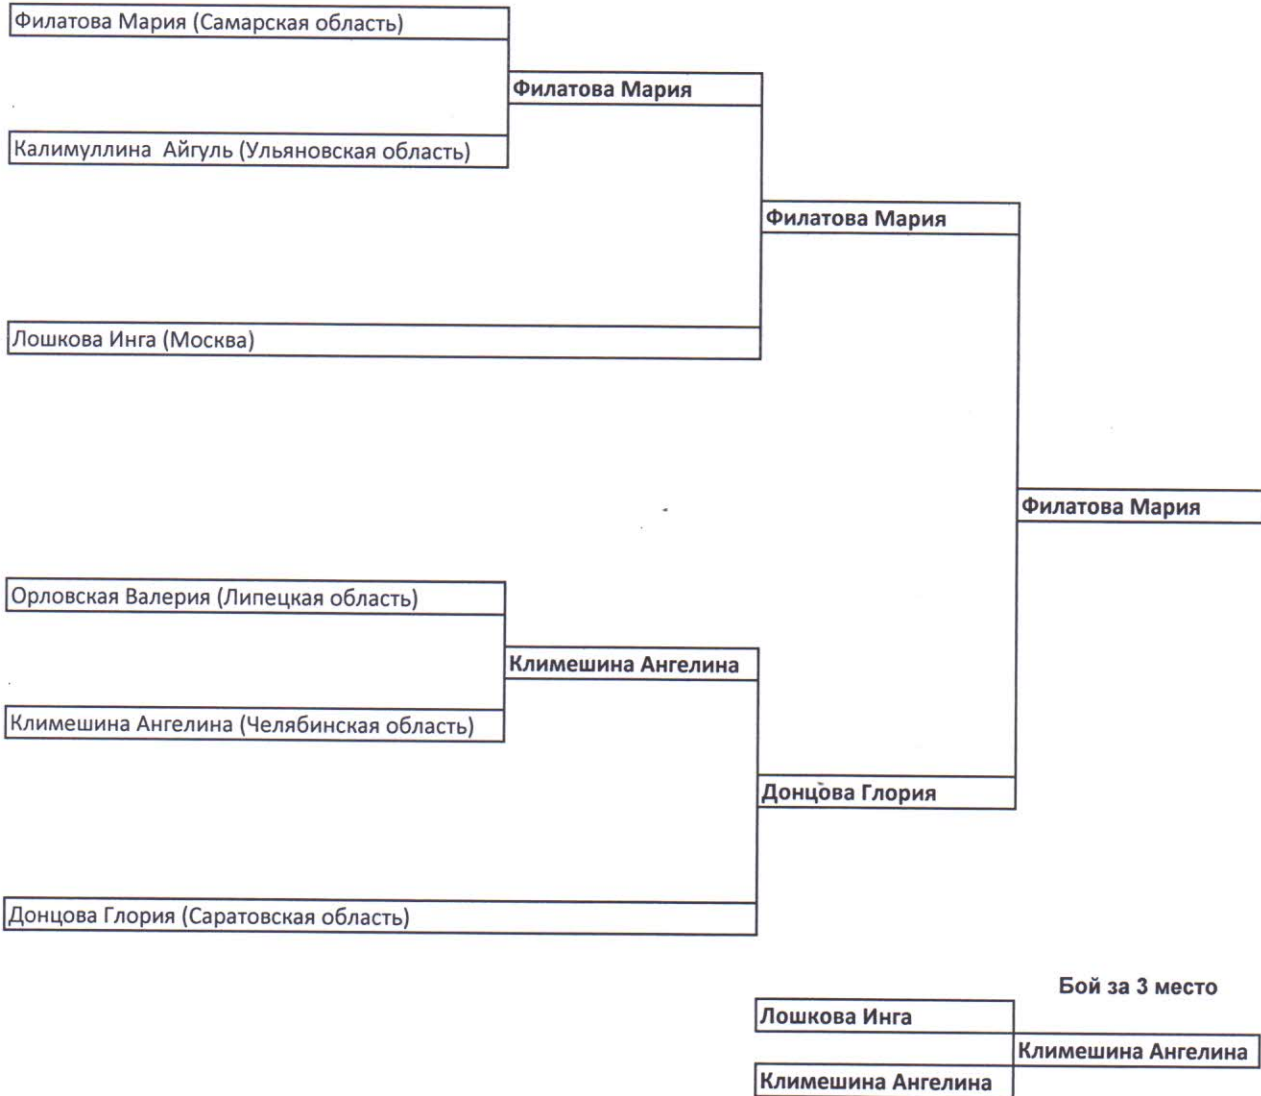 Филатова Мария (Самарская область)
Филатова Мария
Калимуллина Айгуль (Ульяновская область)
Филатова Мария
Лошкова Инга (Москва)
Филатова Мария
Орловская Валерия (Липецкая область)
Климешина Ангелина
Климешина Ангелина (Челябинская область)
Донцова Глория
Донцова Глория (Саратовская область)
Бой за 3 место
Лошкова Инга
Климешина Ангелина
Климешина Ангелина